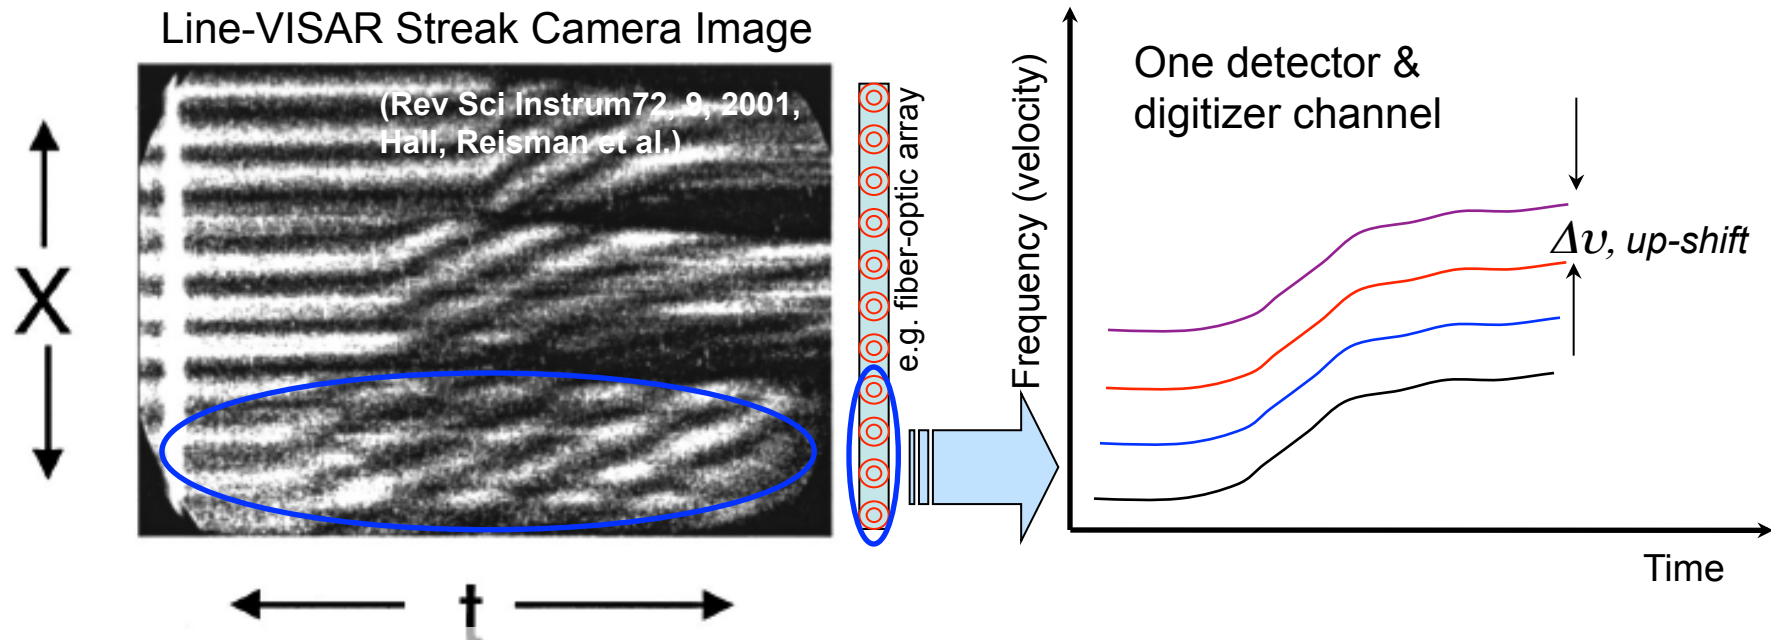 Line-VISAR Streak Camera Image
(Rev Sci Instrum72, 9, 2001,
Hall, Reisman et al.)
X
t
e.g. fiber-optic array
Frequency (velocity)
One detector &
digitizer channel
Δυ, up-shift
Time